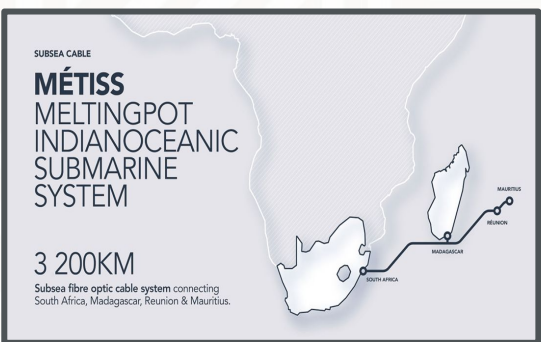 SUBSEA CABLE
MÉTISS
MELTINGPOT
INDIANOCEANIC
SUBMARINE
SYSTEM
3 200KM
Subsea fibre optic cable system connecting
South Africa, Madagascar, Reunion & Mauritius.
MAURITIUS
RÉUNION
MADAGASCAR
SOUTH AFRICA